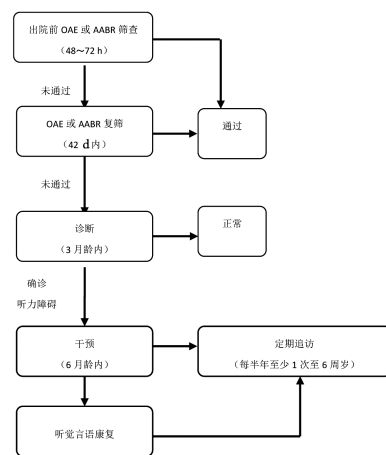 出院前 OAE 或 AABR 筛查
（48～72 h）
未通过
OAE 或 AABR 复筛
（42 d 内）
通过
未通过
诊断
（3 月龄内）
正常
确诊
听力障碍
干预
（6 月龄内）
定期追访
（每半年至少 1 次至 6 周岁）
听觉言语康复